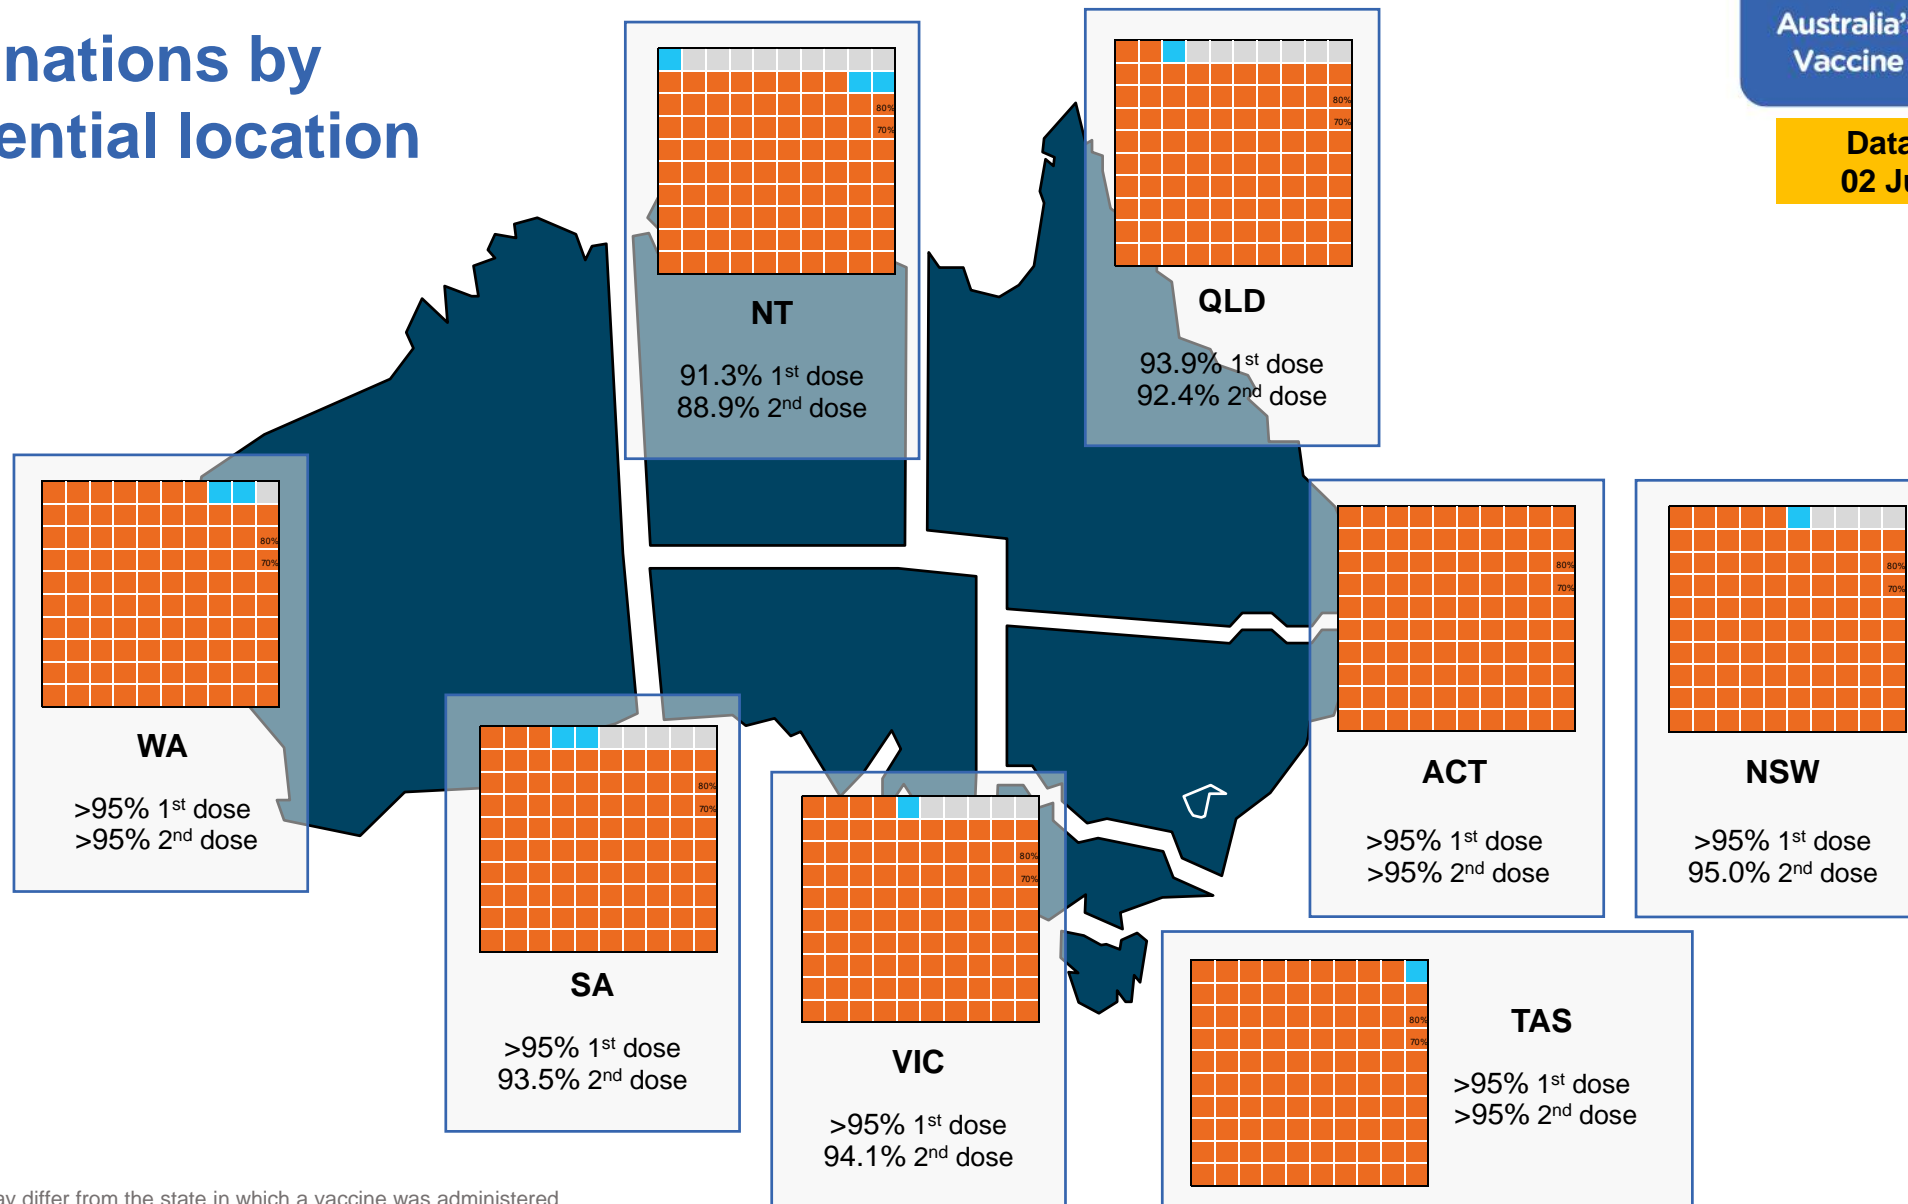 nations by
ential location
Australia's
Vaccine
Data
02 Ju
80%
70%
NT
91.3% 1st dose
88.9% 2nd dose
80%
70%
QLD
93.9% 1st dose
92.4% 2nd dose
80%
70%
WA
>95% 1st dose
>95% 2nd dose
80%
70%
SA
>95% 1st dose
93.5% 2nd dose
80%
70%
VIC
>95% 1st dose
94.1% 2nd dose
80%
70%
ACT
>95% 1st dose
>95% 2nd dose
80%
70%
NSW
>95% 1st dose
95.0% 2nd dose
80%
70%
TAS
>95% 1st dose
>95% 2nd dose
ay differ from the state in which a vaccine was administered